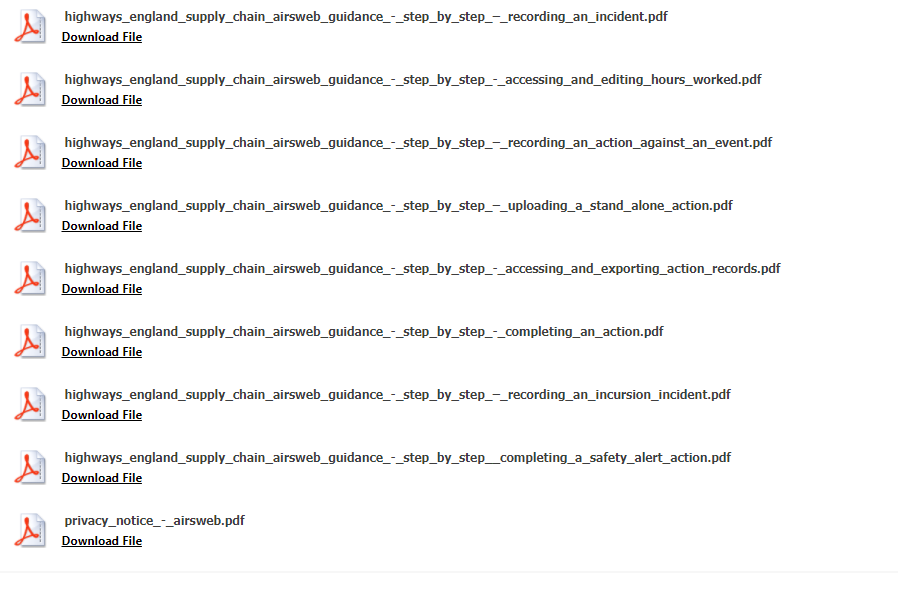 highways_england_supply_chain_airsweb_guidance_-_step_by_step_–_recording_an_incident.pdf
Download File
highways_england_supply_chain_airsweb_guidance_-_step_by_step_-_accessing_and_editing_hours_worked.pdf
Download File
highways_england_supply_chain_airsweb_guidance_-_step_by_step_–_recording_an_action_against_an_event.pdf
Download File
highways_england_supply_chain_airsweb_guidance_-_step_by_step_–_uploading_a_stand_alone_action.pdf
Download File
highways_england_supply_chain_airsweb_guidance_-_step_by_step_-_accessing_and_exporting_action_records.pdf
Download File
highways_england_supply_chain_airsweb_guidance_-_step_by_step_-_completing_an_action.pdf
Download File
highways_england_supply_chain_airsweb_guidance_-_step_by_step_–_recording_an_incursion_incident.pdf
Download File
highways_england_supply_chain_airsweb_guidance_-_step_by_step__completing_a_safety_alert_action.pdf
Download File
privacy_notice_-_airsweb.pdf
Download File